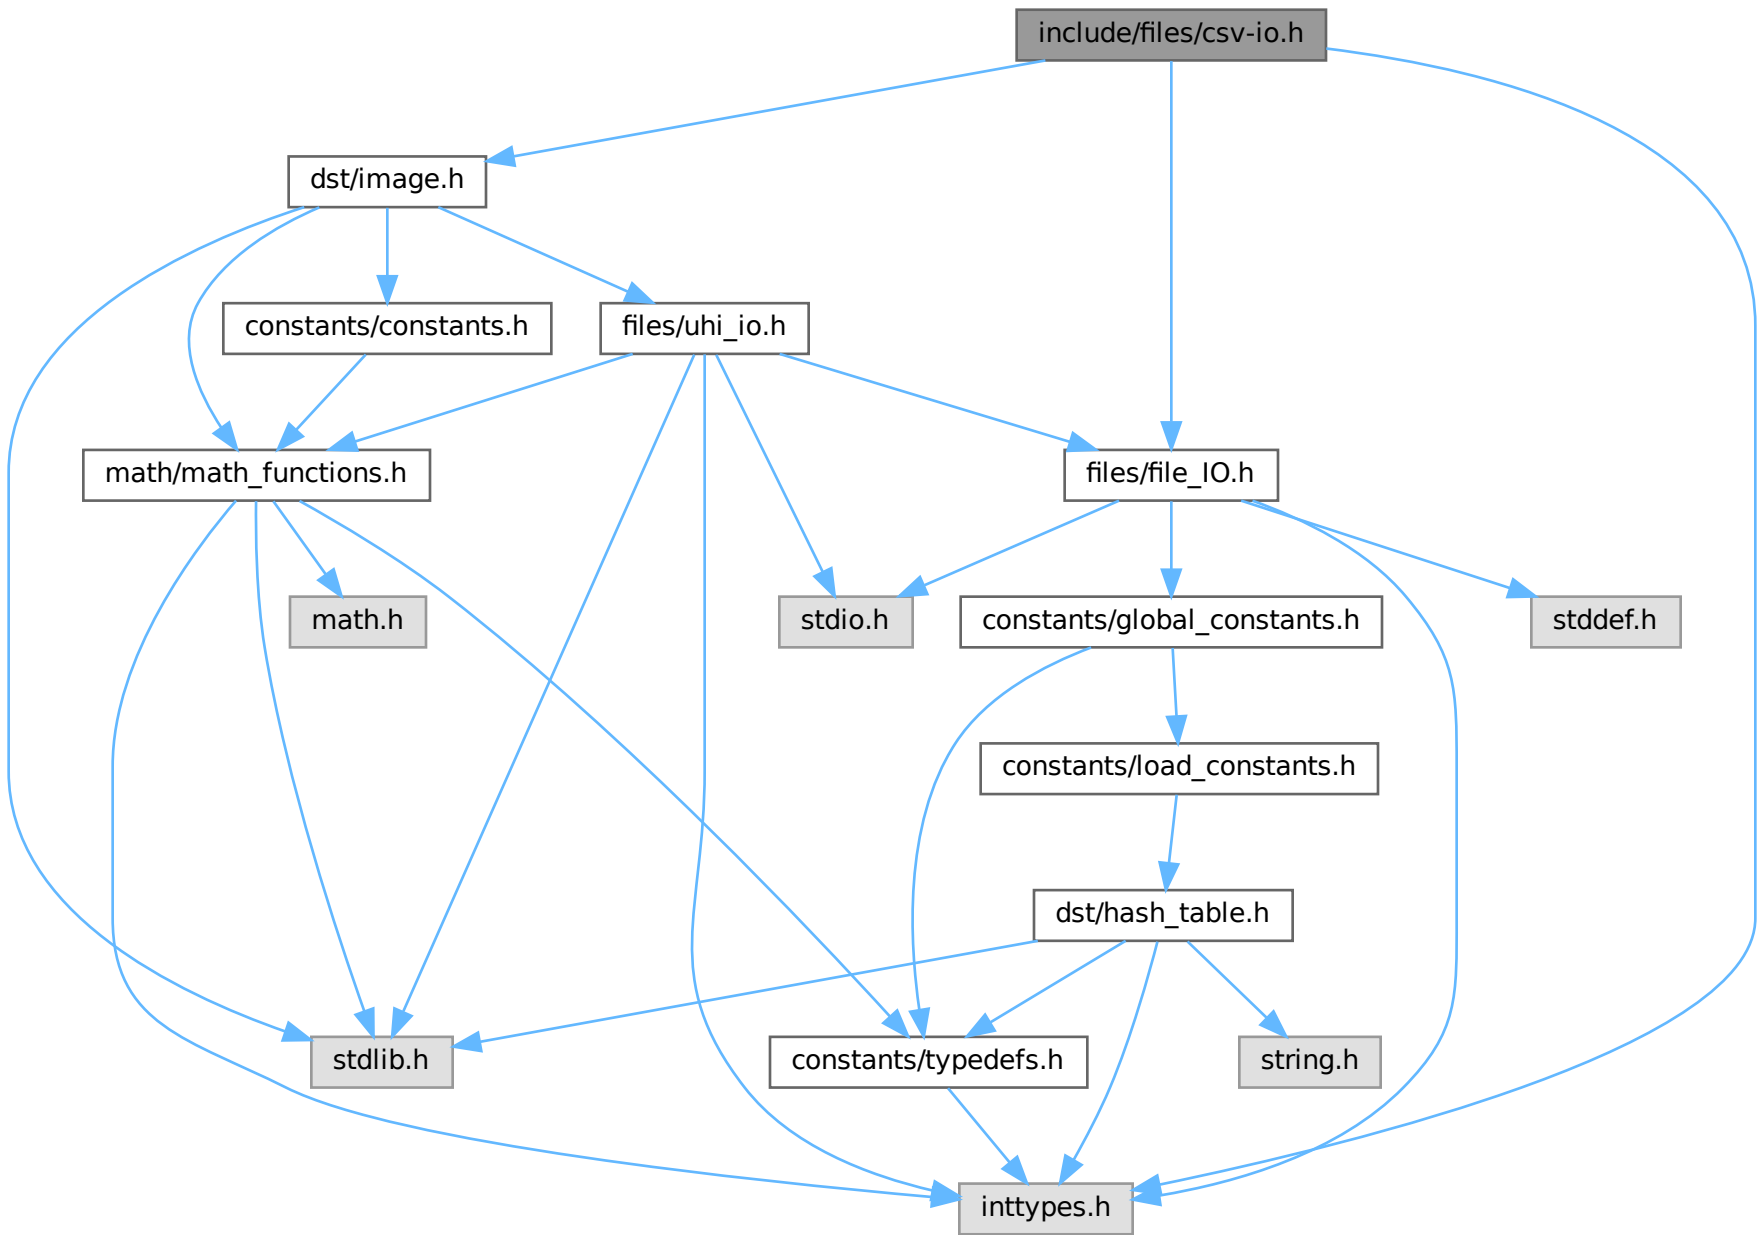 include/files/csv-io.h
dst/image.h
constants/constants.h
files/uhi_io.h
math/math_functions.h
files/file_IO.h
math.h
stdio.h
constants/global_constants.h
stddef.h
constants/load_constants.h
dst/hash_table.h
stdlib.h
constants/typedefs.h
string.h
inttypes.h